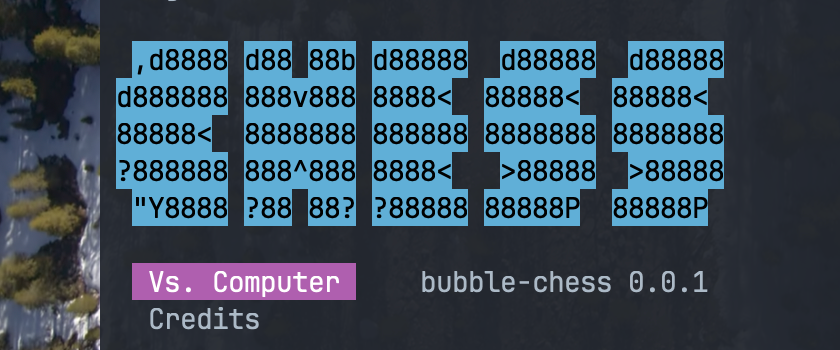 ,d8888 d88 88b d88888  d88888  d88888
d888888 888v888 8888<  88888<  88888<
88888<  8888888 888888 8888888 8888888
?888888 888^888 8888<   >88888  >88888
"Y8888 ?88 88? ?88888 88888P  88888P
Vs. Computer bubble-chess 0.0.1
Credits